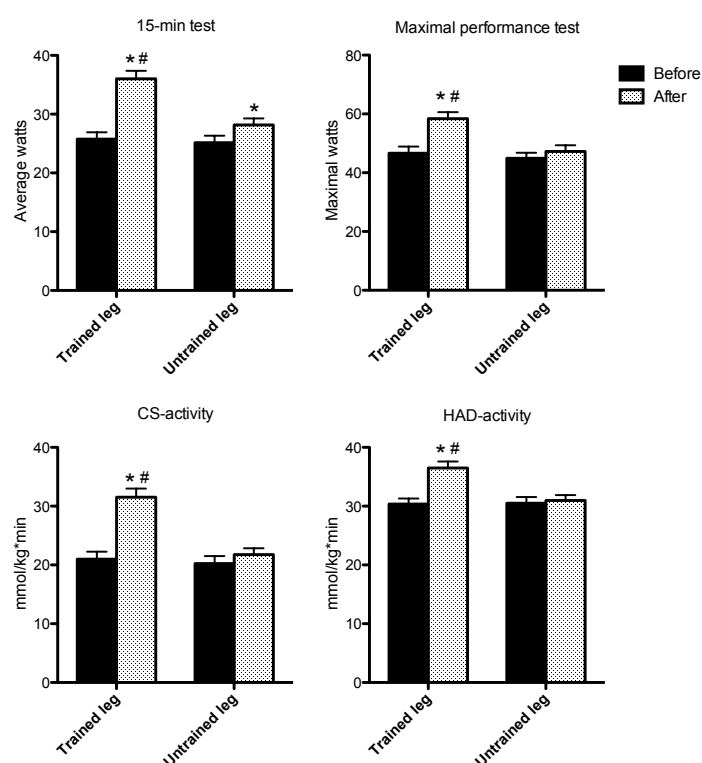 15-min test
Average watts
40
30
20
10
0
* #
*
Trained leg
Untrained leg
Maximal performance test
Maximal watts
80
60
40
20
0
* #
Trained leg
Untrained leg
Before
After
CS-activity
mmol/kg*min
40
30
20
10
0
* #
Trained leg
Untrained leg
HAD-activity
mmol/kg*min
40
30
20
10
0
* #
Trained leg
Untrained leg